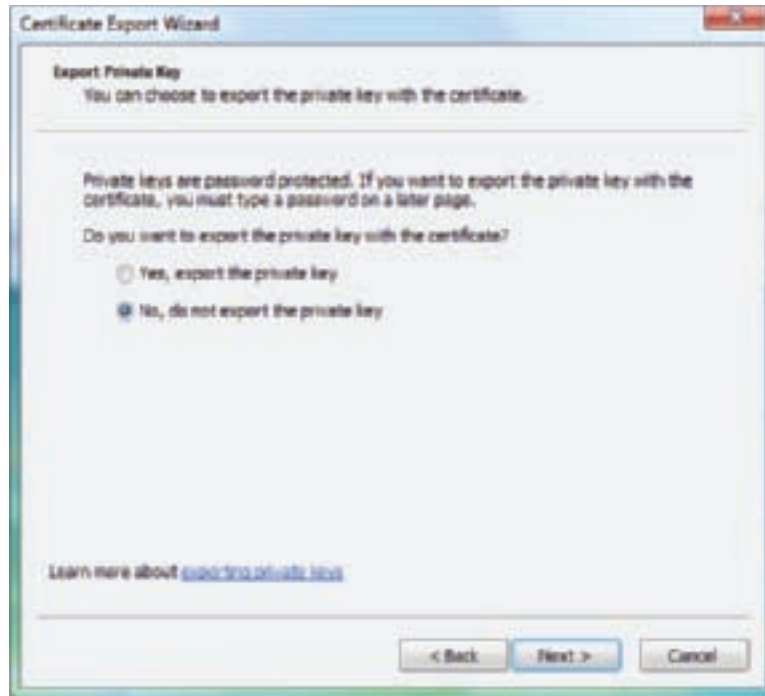 Certificate Export Wizard
Export Private Key
You can choose to export the private key with the certificate.
Private keys are password protected. If you want to export the private key with the
certificate, you must type a password on a later page.
Do you want to export the private key with the certificate?
Yes, export the private key
No, do not export the private key
Learn more about exporting private keys
< Back
Next >
Cancel